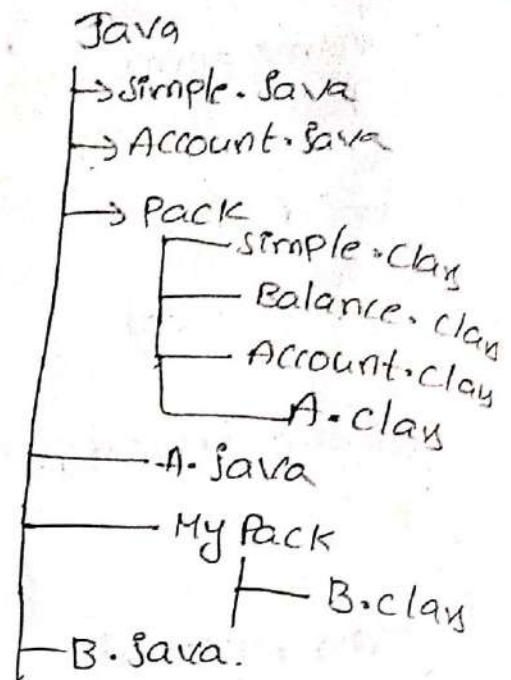 Java
simple.java
Account.java
Pack
simple.class
Balance.class
Account.class
A.class
A.java
My Pack
B.class
B.java.